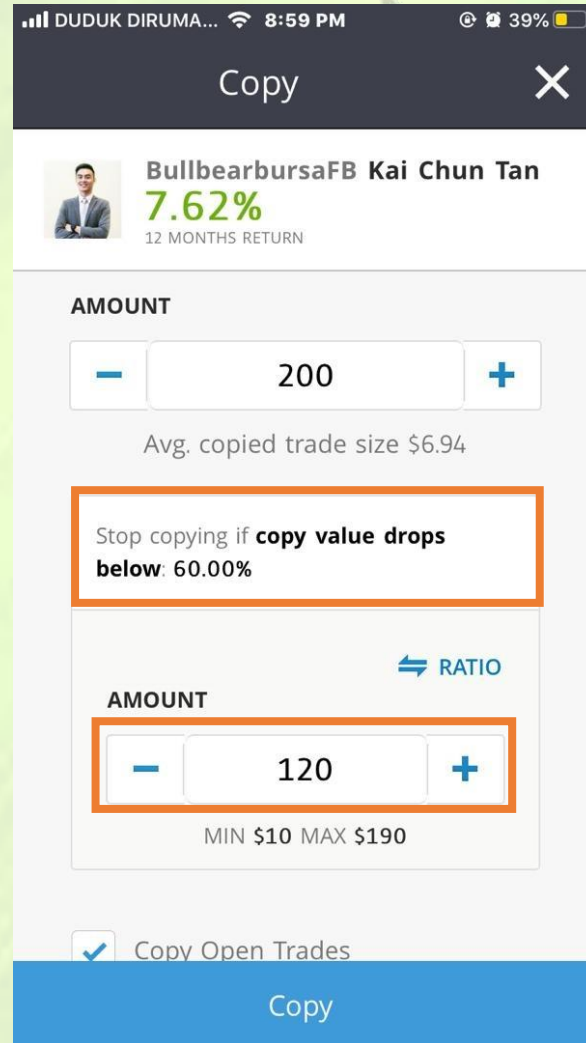 DUDUK DIRUMA... 8:59 PM 39%
Copy
BullbearbursaFB Kai Chun Tan
7.62%
12 MONTHS RETURN
AMOUNT
200
Avg. copied trade size $6.94
Stop copying if copy value drops
below: 60.00%
RATIO
AMOUNT
120
MIN $10 MAX $190
Copy Open Trades
Copy